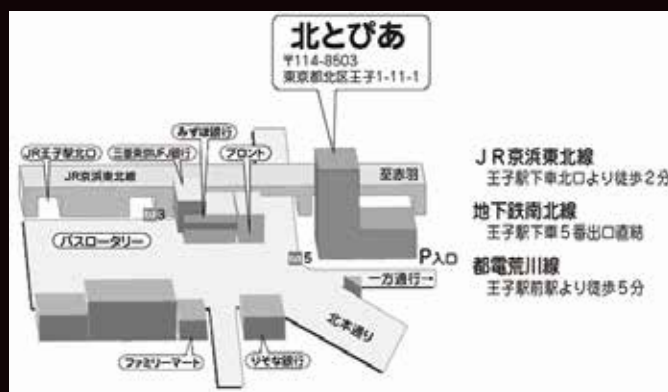 北とぴあ
〒114-8503
東京都北区王子1-11-1
みずほ銀行
JR王子駅北口
三菱東京UFJ銀行
プロント
JR京浜東北線
至赤羽
3
バスロータリー
5
P入口
一方通行→
北本通り
ファミリーマート
りそな銀行
JR京浜東北線
王子駅下車北口より徒歩2分
地下鉄南北線
王子駅下車5番出口直結
都電荒川線
王子駅前駅より徒歩5分